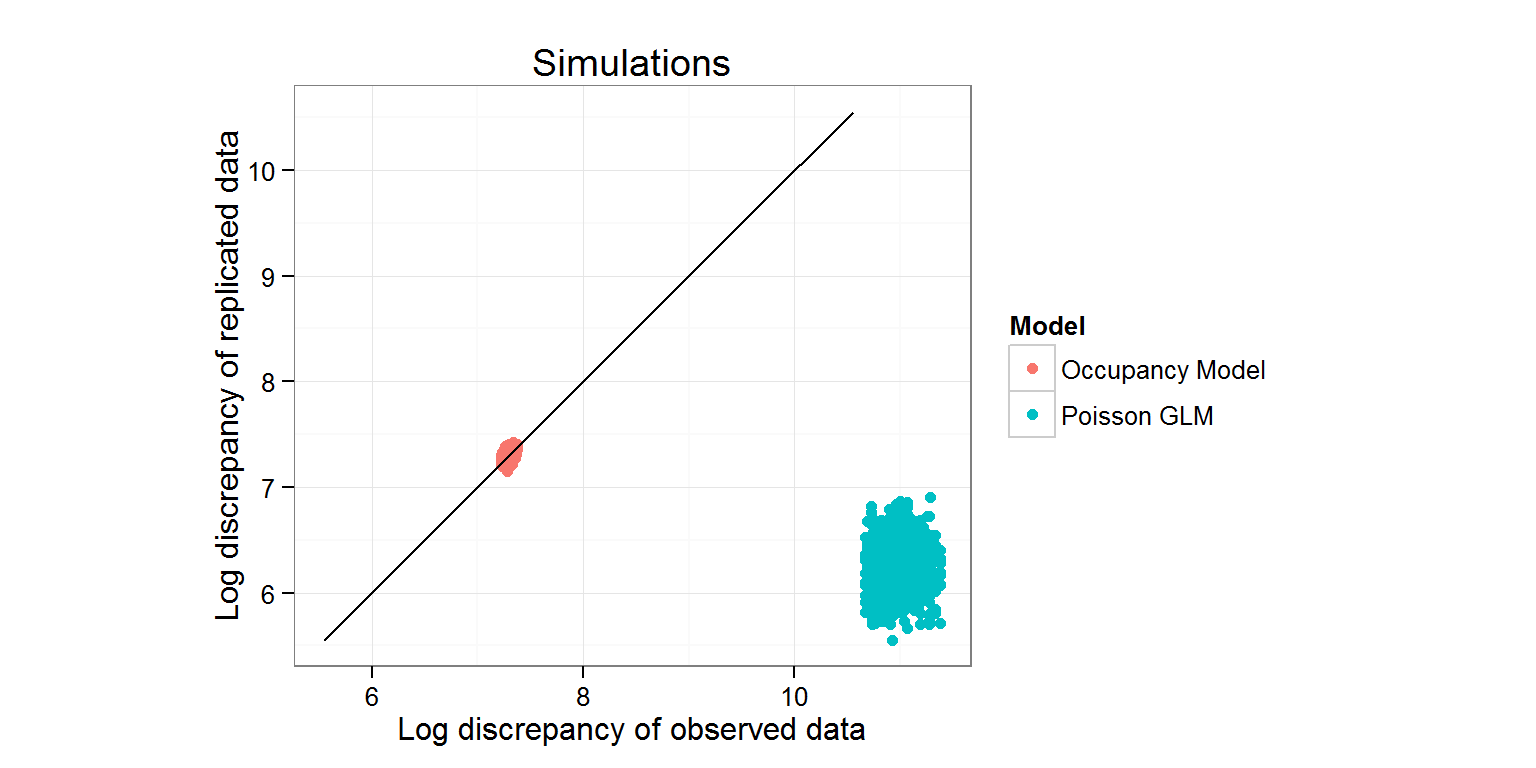 Simulations
Log discrepancy of replicated data
10
9
8
7
6
6 8 10
Log discrepancy of observed data
Model
Occupancy Model
Poisson GLM